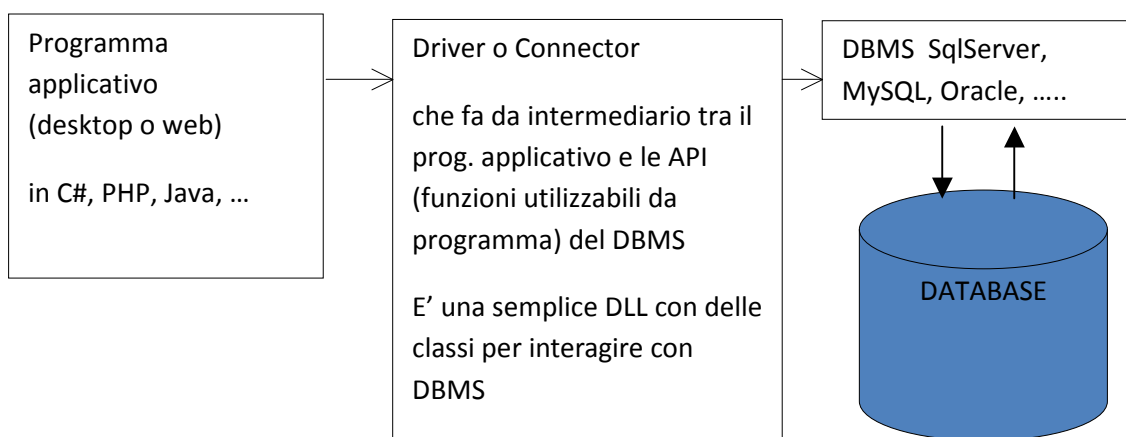 Programma
applicativo
(desktop o web)
in C#, PHP, Java, …
Driver o Connector
che fa da intermediario tra il
prog. applicativo e le API
(funzioni utilizzabili da
programma) del DBMS
E’ una semplice DLL con delle
classi per interagire con
DBMS
DBMS  SqlServer,
MySQL, Oracle, …..
DATABASE